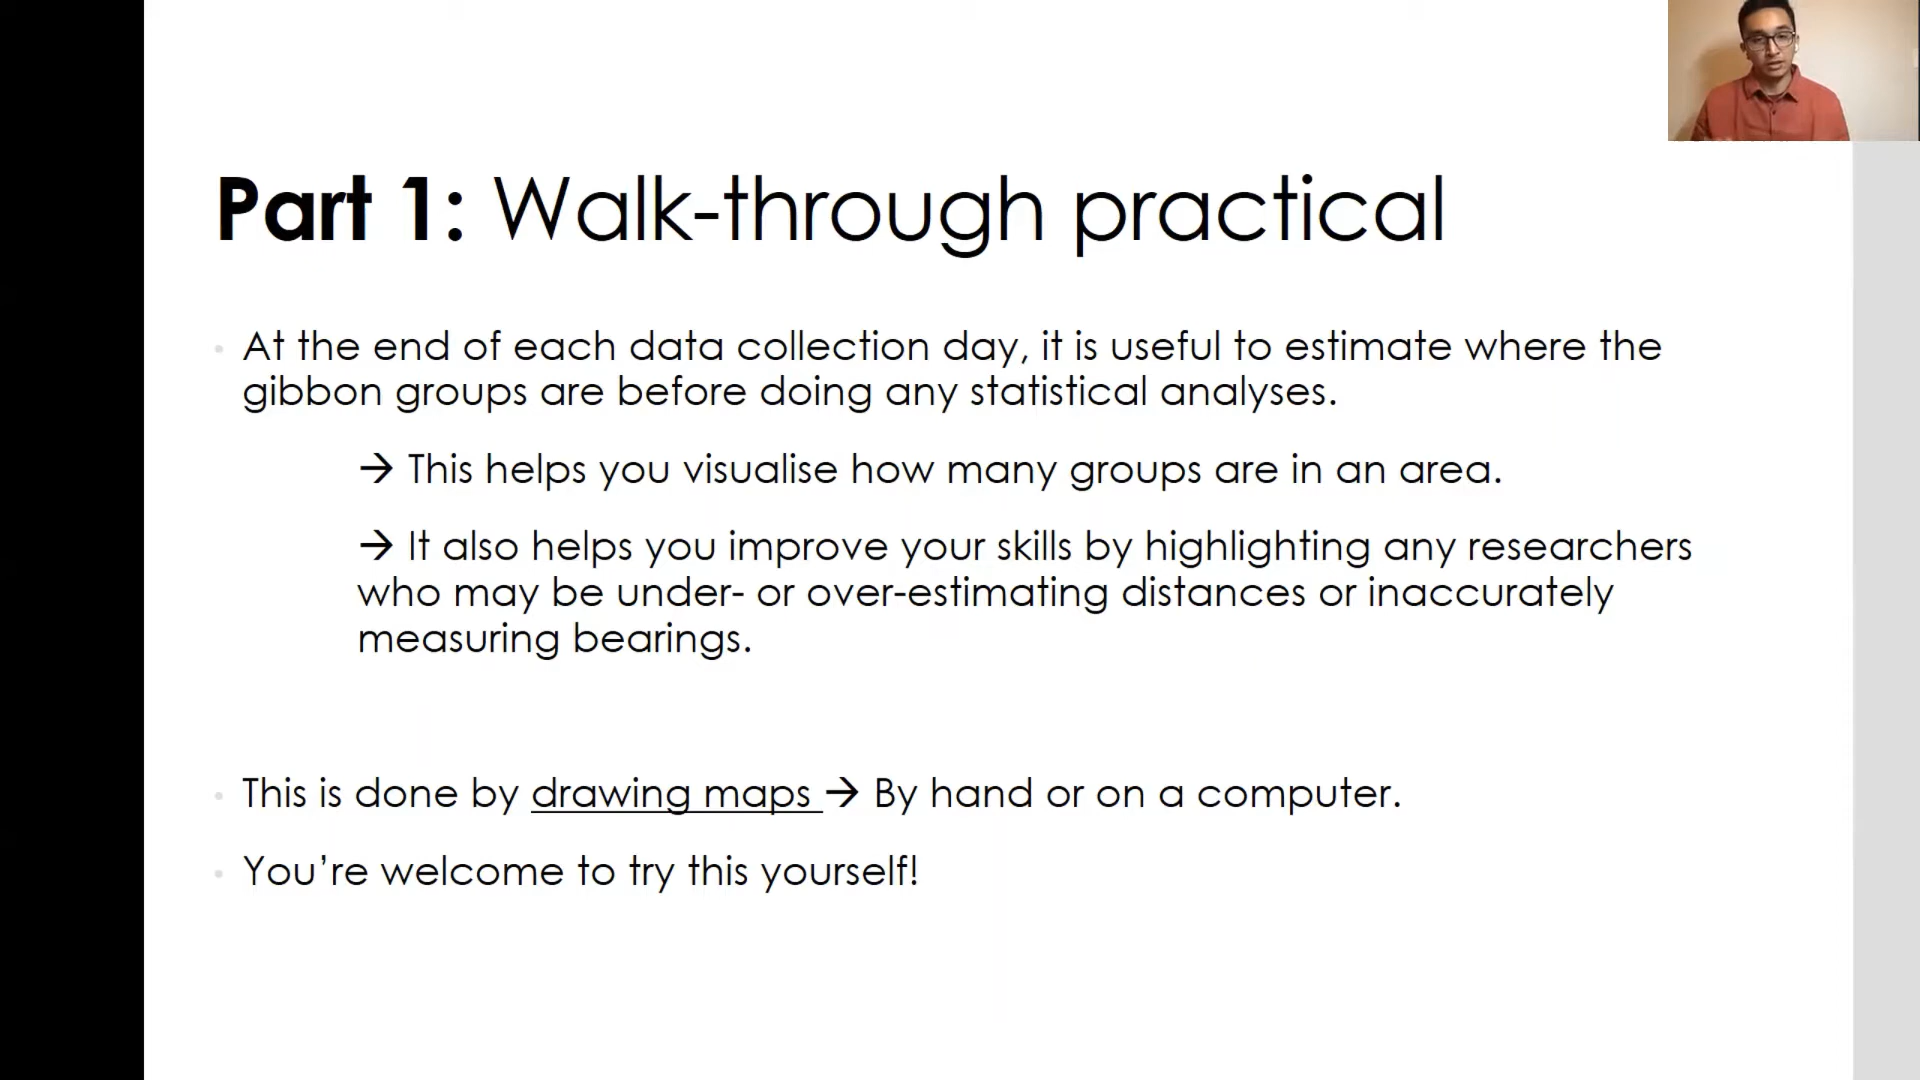 Part 1: Walk-through practical
• At the end of each data collection day, it is useful to estimate where the
gibbon groups are before doing any statistical analyses.
→ This helps you visualise how many groups are in an area.
→ It also helps you improve your skills by highlighting any researchers
who may be under- or over-estimating distances or inaccurately
measuring bearings.
• This is done by drawing maps → By hand or on a computer.
• You’re welcome to try this yourself!